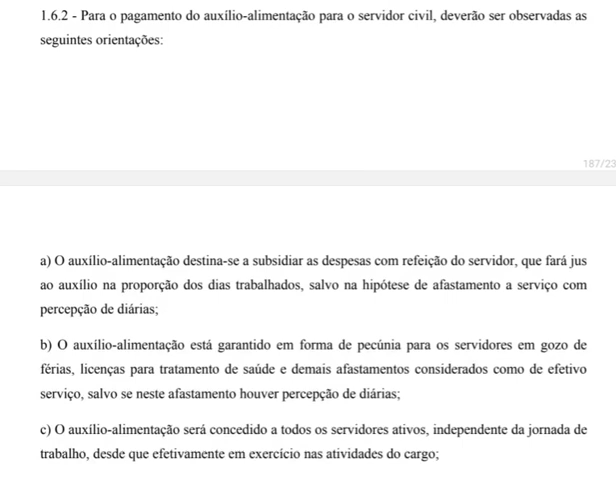 1.6.2 - Para o pagamento do auxílio-alimentação para o servidor civil, deverão ser observadas as
seguintes orientações:
187/23
a) O auxílio-alimentação destina-se a subsidiar as despesas com refeição do servidor, que fará jus
ao auxílio na proporção dos dias trabalhados, salvo na hipótese de afastamento a serviço com
percepção de diárias;
b) O auxílio-alimentação está garantido em forma de pecúnia para os servidores em gozo de
férias, licenças para tratamento de saúde e demais afastamentos considerados como de efetivo
serviço, salvo se neste afastamento houver percepção de diárias;
c) O auxílio-alimentação será concedido a todos os servidores ativos, independente da jornada de
trabalho, desde que efetivamente em exercício nas atividades do cargo;